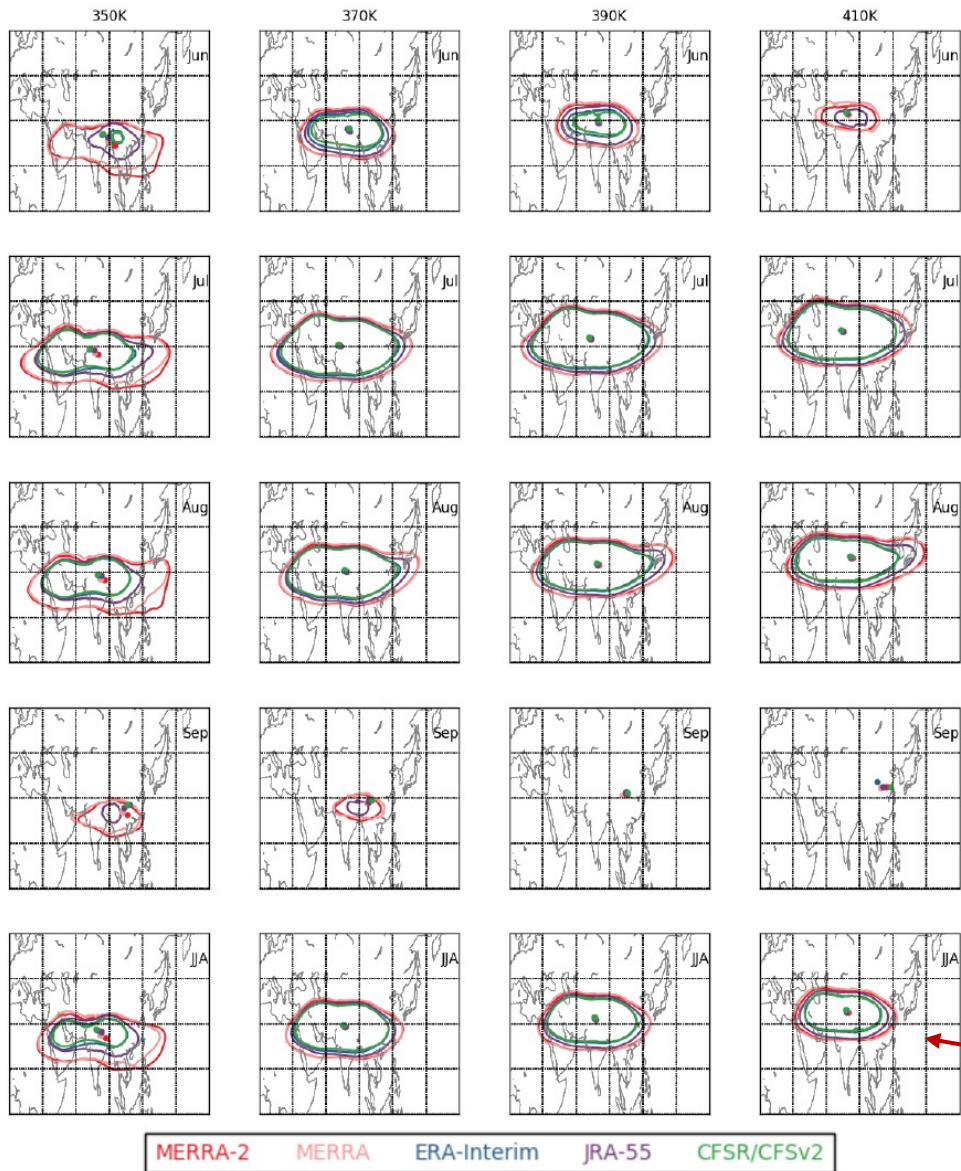 350K 370K 390K 410K
Jun Jun Jun Jun
Jul Jul Jul Jul
Aug Aug Aug Aug
Sep Sep Sep Sep
JJA JJA JJA JJA
MERRA-2 MERRA ERA-Interim JRA-55 CFSR/CFSv2